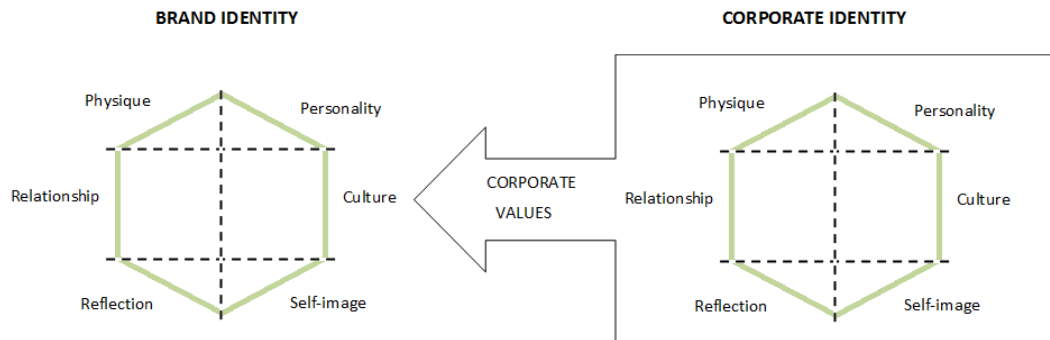 BRAND IDENTITY
Physique
Personality
Relationship
Culture
Reflection
Self-image
CORPORATE
VALUES
CORPORATE IDENTITY
Physique
Personality
Relationship
Culture
Reflection
Self-image